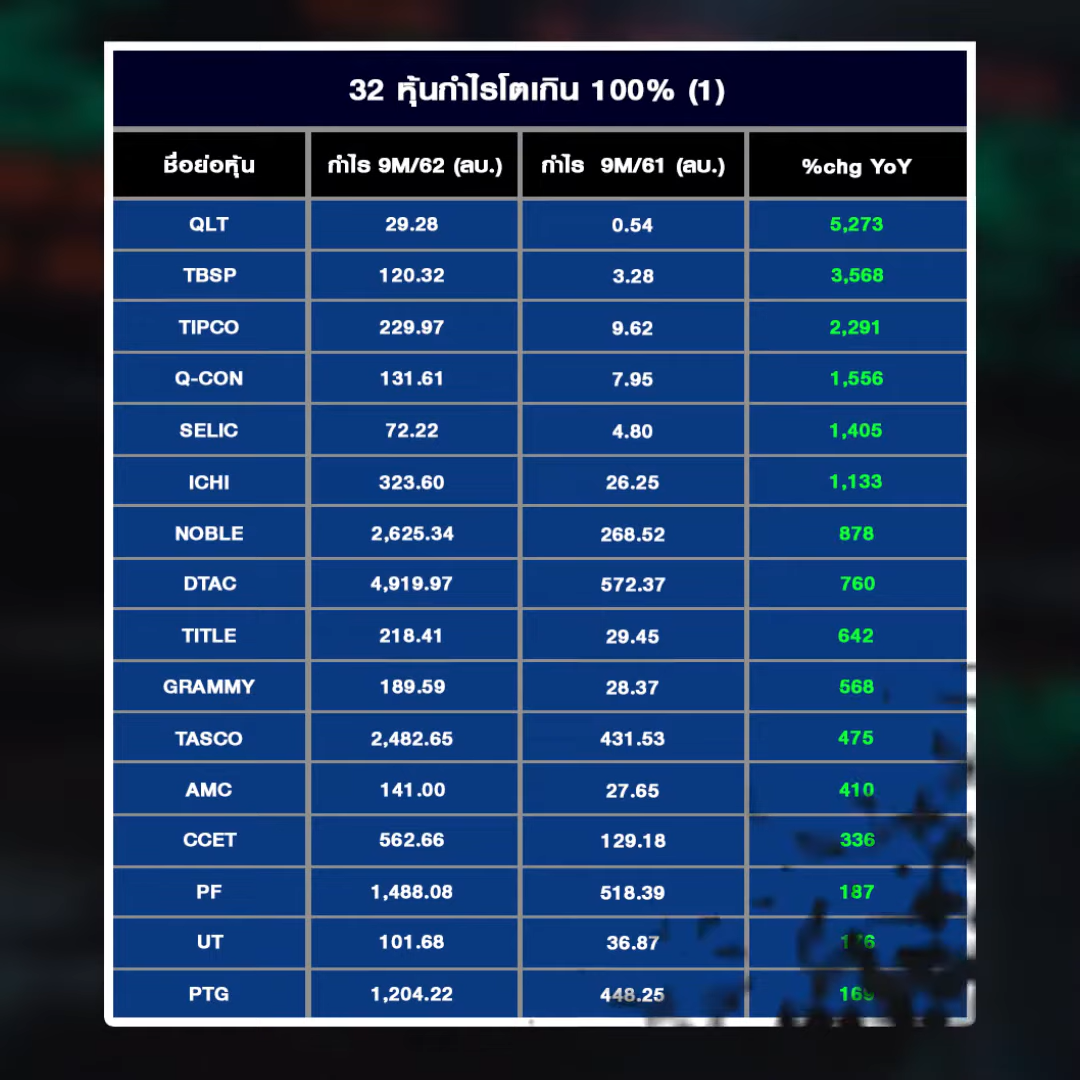 32 หุ้นกำไรโตเกิน 100% (1)
ชื่อย่อหุ้น กำไร 9M/62 (ลบ.) กำไร 9M/61 (ลบ.) %chg YoY
QLT 29.28 0.54 5,273
TBSP 120.32 3.28 3,568
TIPCO 229.97 9.62 2,291
Q-CON 131.61 7.95 1,556
SELIC 72.22 4.80 1,405
ICHI 323.60 26.25 1,133
NOBLE 2,625.34 268.52 878
DTAC 4,919.97 572.37 760
TITLE 218.41 29.45 642
GRAMMY 189.59 28.37 568
TASCO 2,482.65 431.53 475
AMC 141.00 27.65 410
CCET 562.66 129.18 336
PF 1,488.08 518.39 187
UT 101.68 36.87
PTG 1,204.22 448.25 169